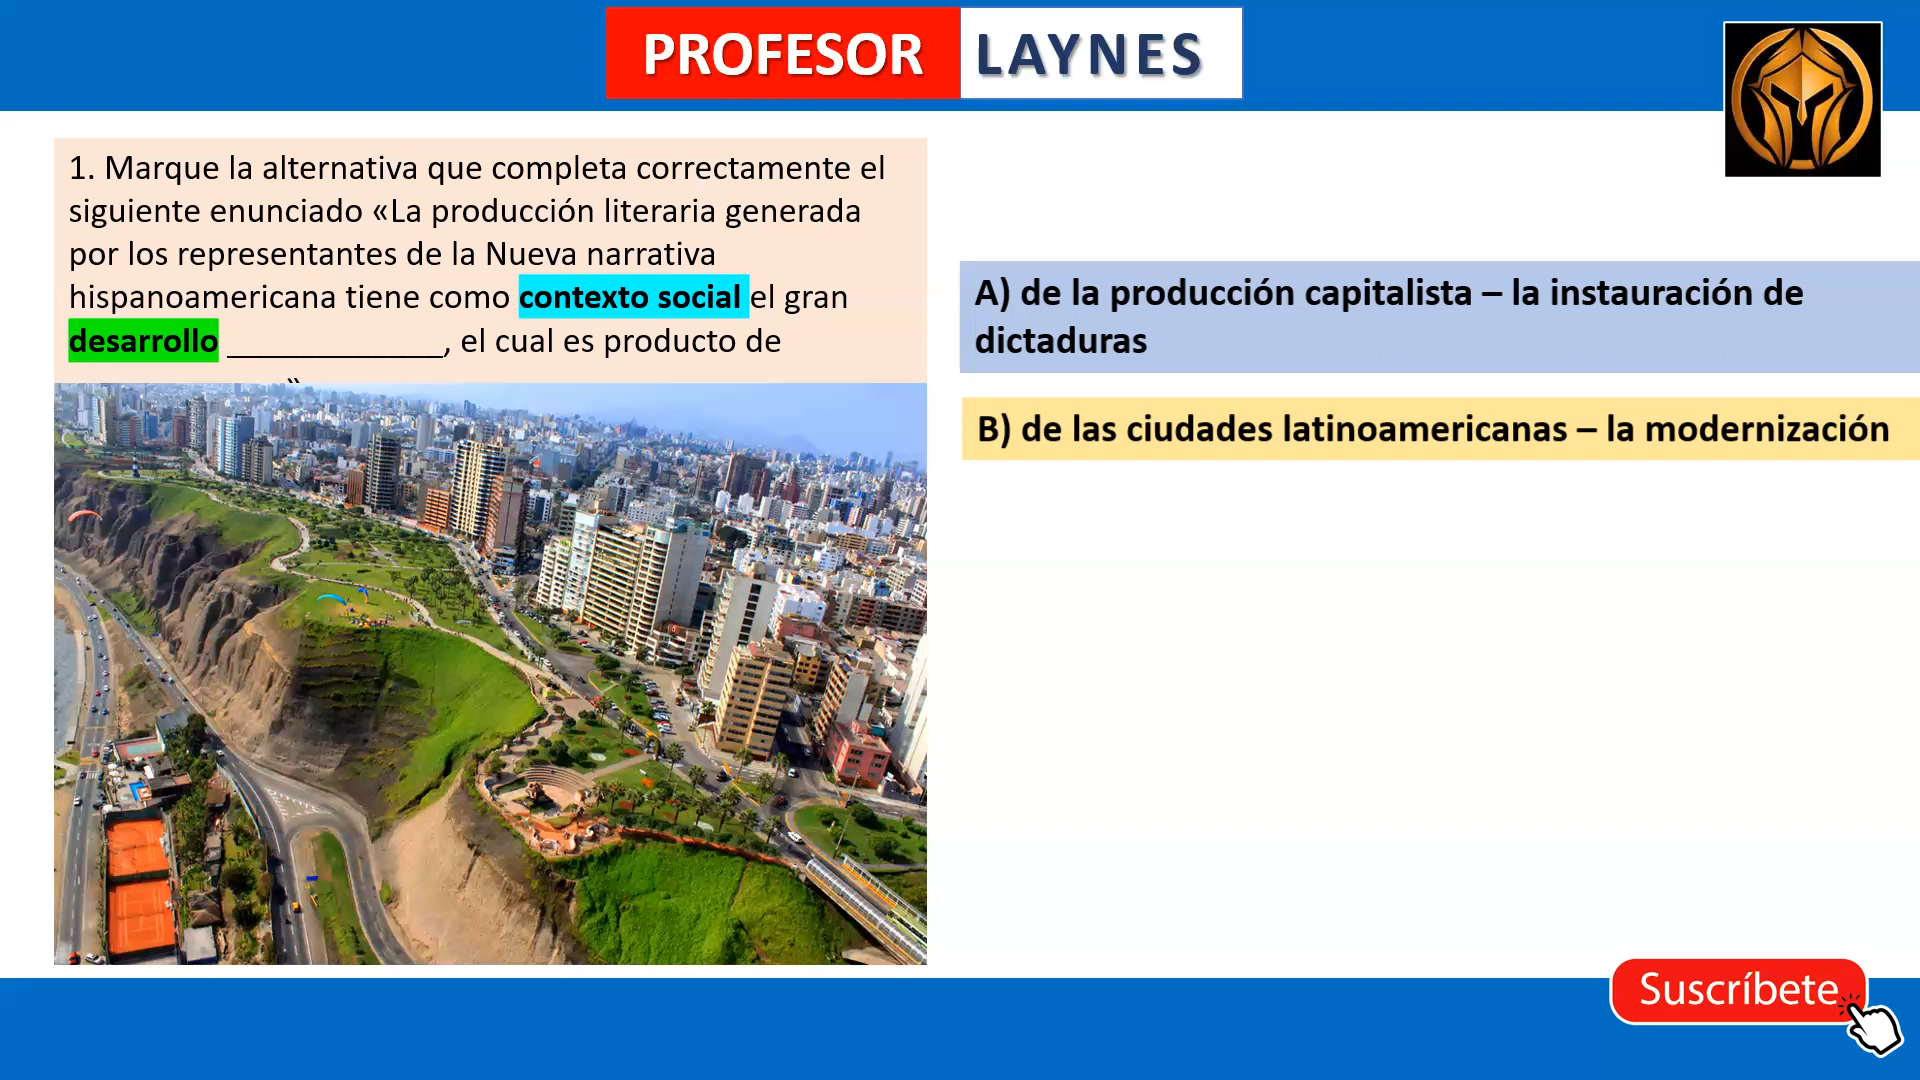 PROFESOR LAYNES
1. Marque la alternativa que completa correctamente el
siguiente enunciado «La producción literaria generada
por los representantes de la Nueva narrativa
hispanoamericana tiene como contexto social el gran
desarrollo _____________, el cual es producto de
A) de la producción capitalista – la instauración de
dictaduras
B) de las ciudades latinoamericanas – la modernización
Suscríbete